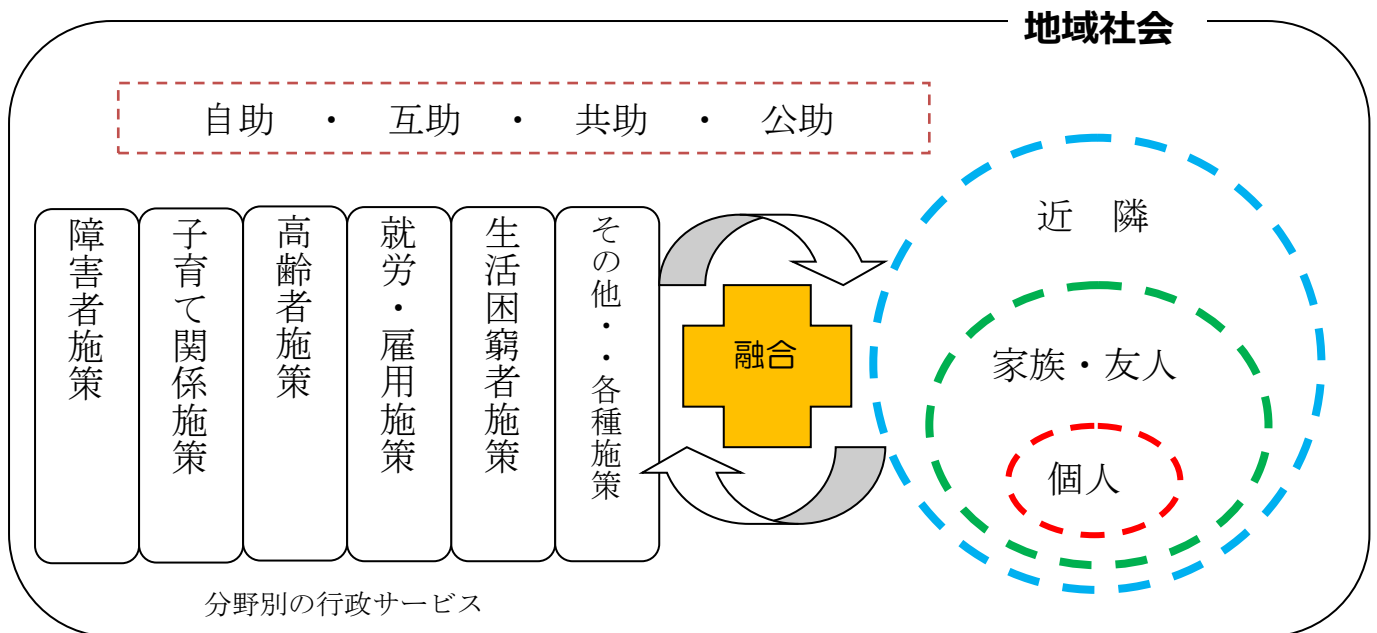 地域社会
自助 ・ 互助 ・ 共助 ・ 公助
障害者施策
子育て関係施策
高齢者施策
就労・雇用施策
生活困窮者施策
その他・・各種施策
融合
近 隣
家族・友人
個人
分野別の行政サービス